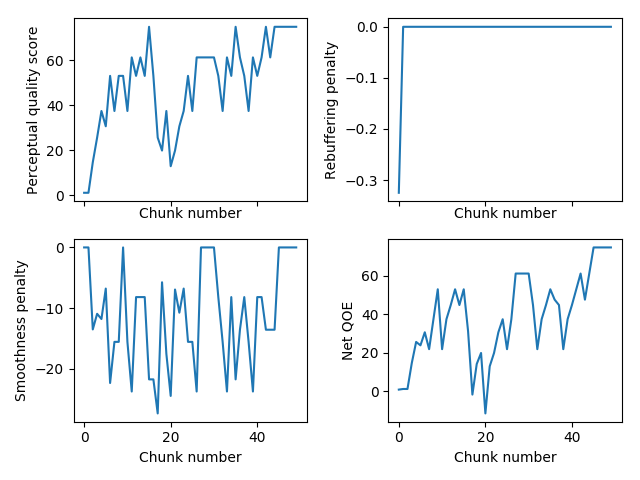 Perceptual quality score
60
40
20
0
Chunk number
Rebuffering penalty
0.0
−0.1
−0.2
−0.3
Chunk number
Smoothness penalty
0
−10
−20
0
20
40
Chunk number
Net QOE
60
40
20
0
0
20
40
Chunk number